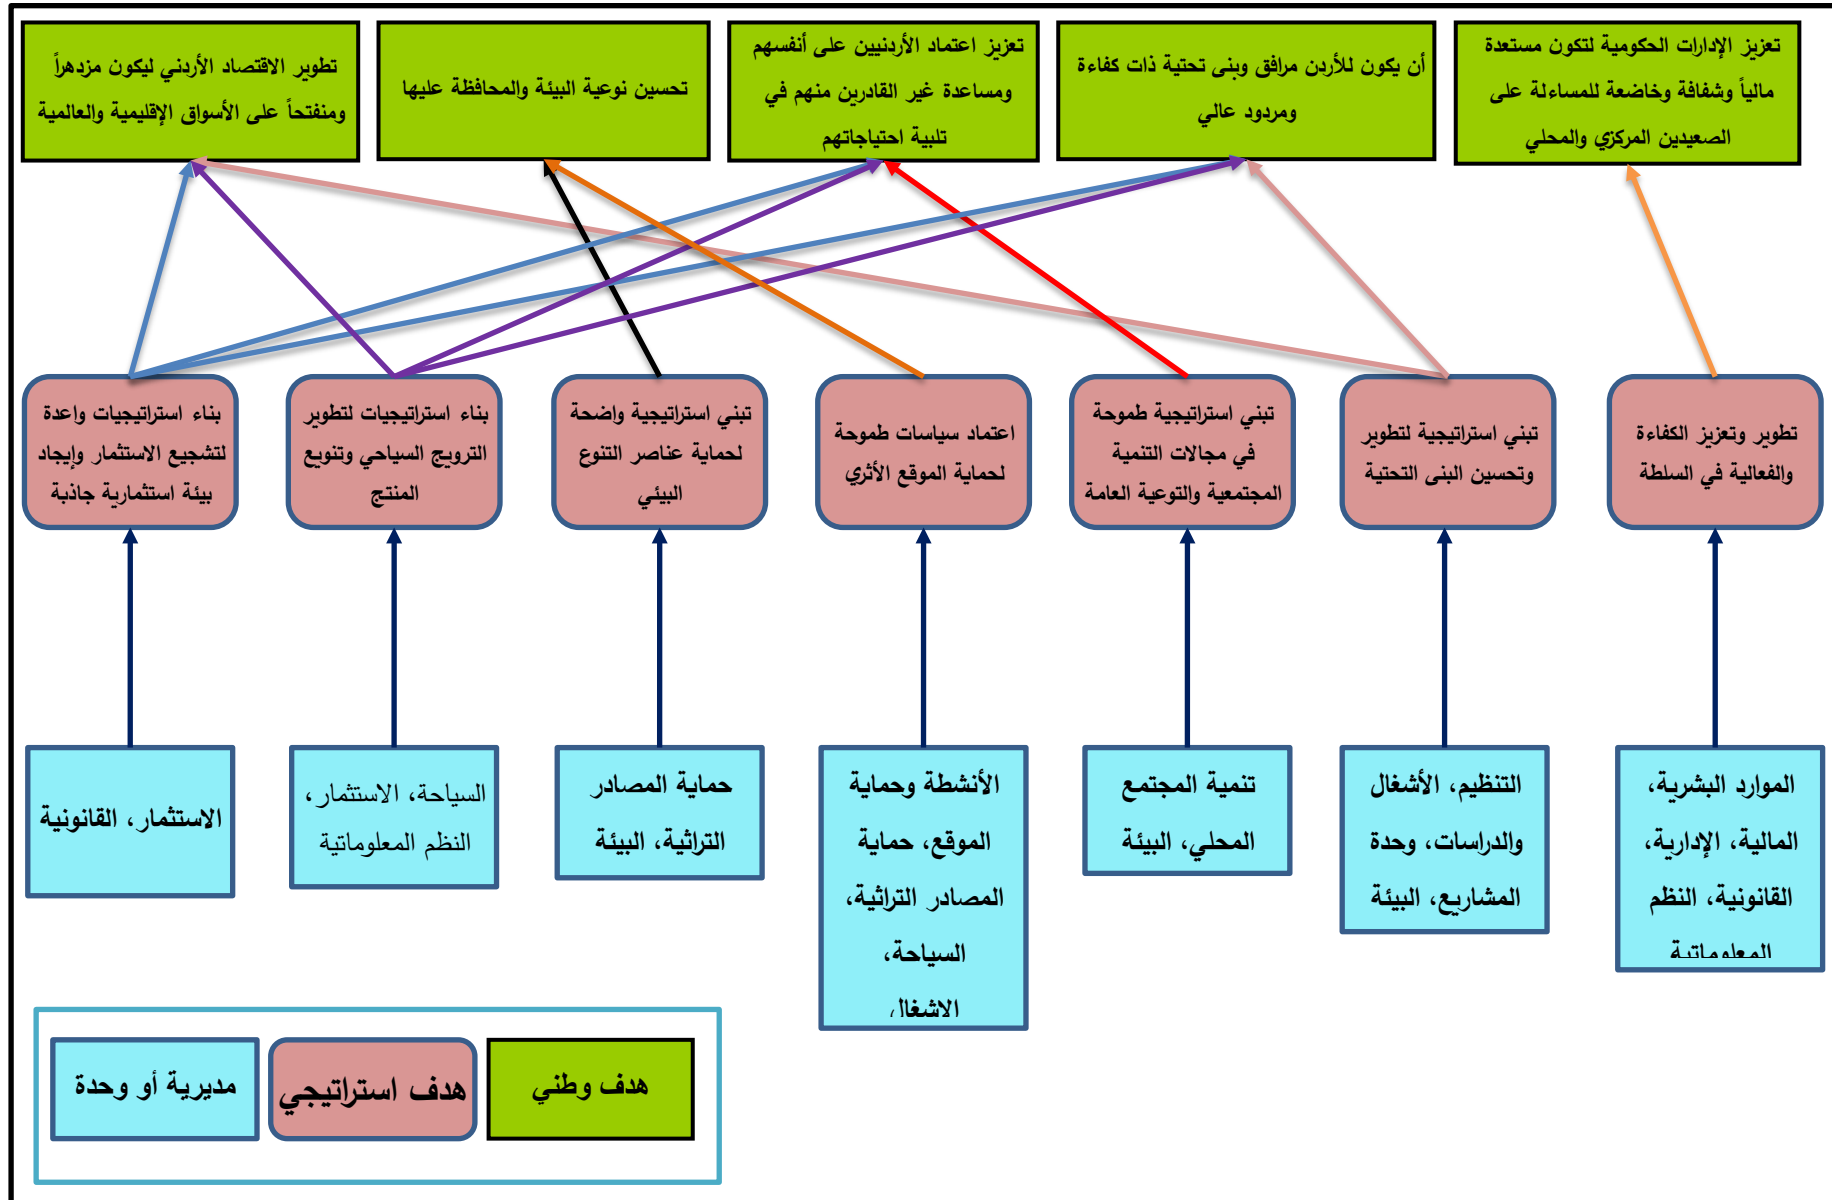 تعزيز الإدارات الحكومية لتكون مستعدة
مالياً وشفافة وخاضعة للمساءلة على
الصعيدين المركزي والمحلي
أن يكون للأردن مرافق وبنى تحتية ذات كفاءة
ومردود عالي
تعزيز اعتماد الأردنيين على أنفسهم
ومساعدة غير القادرين منهم في
تلبية احتياجاتهم
تحسين نوعية البيئة والمحافظة عليها
تطوير الاقتصاد الأردني ليكون مزدهراً
ومنفتحاً على الأسواق الإقليمية والعالمية
تطوير وتعزيز الكفاءة
والفعالية في السلطة
تبني استراتيجية لتطوير
وتحسين البنى التحتية
تبني استراتيجية طموحة
في مجالات التنمية
المجتمعية والتوعية العامة
اعتماد سياسات طموحة
لحماية الموقع الأثري
تبني استراتيجية واضحة
لحماية عناصر التنوع
البيئي
بناء استراتيجيات لتطوير
الترويج السياحي وتنويع
المنتج
بناء استراتيجيات واعدة
لتشجيع الاستثمار وإيجاد
بيئة استثمارية جاذبة
الموارد البشرية،
المالية، الإدارية،
القانونية، النظم
المعلوماتية
التنظيم، الأشغال
والدراسات، وحدة
المشاريع، البيئة
تنمية المجتمع
المحلي، البيئة
الأنشطة وحماية
الموقع، حماية
المصادر التراثية،
السياحة،
الاشغال
حماية المصادر
التراثية، البيئة
السياحة، الاستثمار،
النظم المعلوماتية
الاستثمار، القانونية
هدف وطني
هدف استراتيجي
مديرية أو وحدة